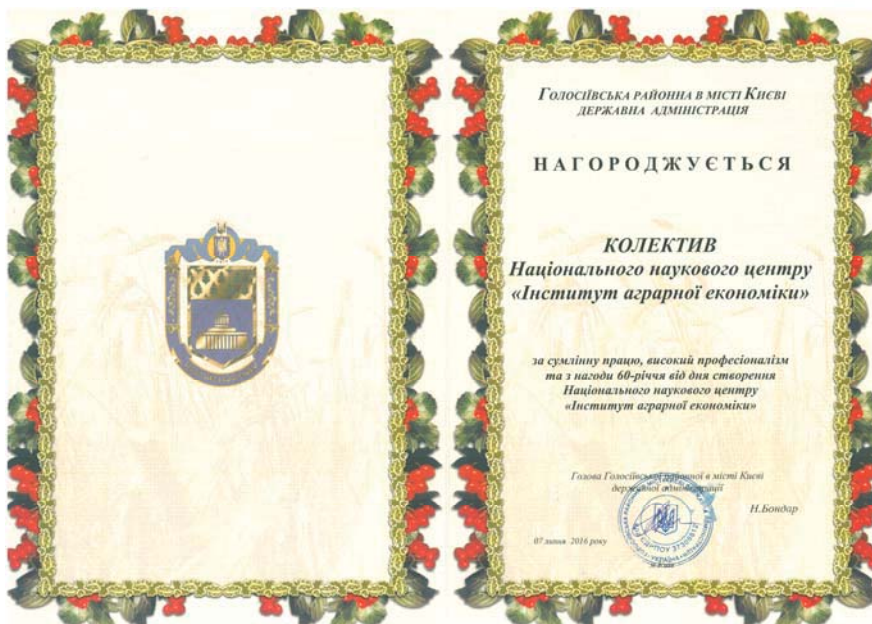 ГОЛОСІЇВСЬКА РАЙОННА В МІСТІ КИЄВІ
ДЕРЖАВНА АДМІНІСТРАЦІЯ
НАГОРОДЖУЄТЬСЯ
КОЛЕКТИВ
Національного наукового центру
«Інститут аграрної економіки»
за сумлінну працю, високий професіоналізм
та з нагоди 60-річчя від дня створення
Національного наукового центру
«Інститут аграрної економіки»
Голова Голосіївської районної в місті Києві
державної адміністрації
Н.Бондар
07 липня 2016 року
УКРАЇНА